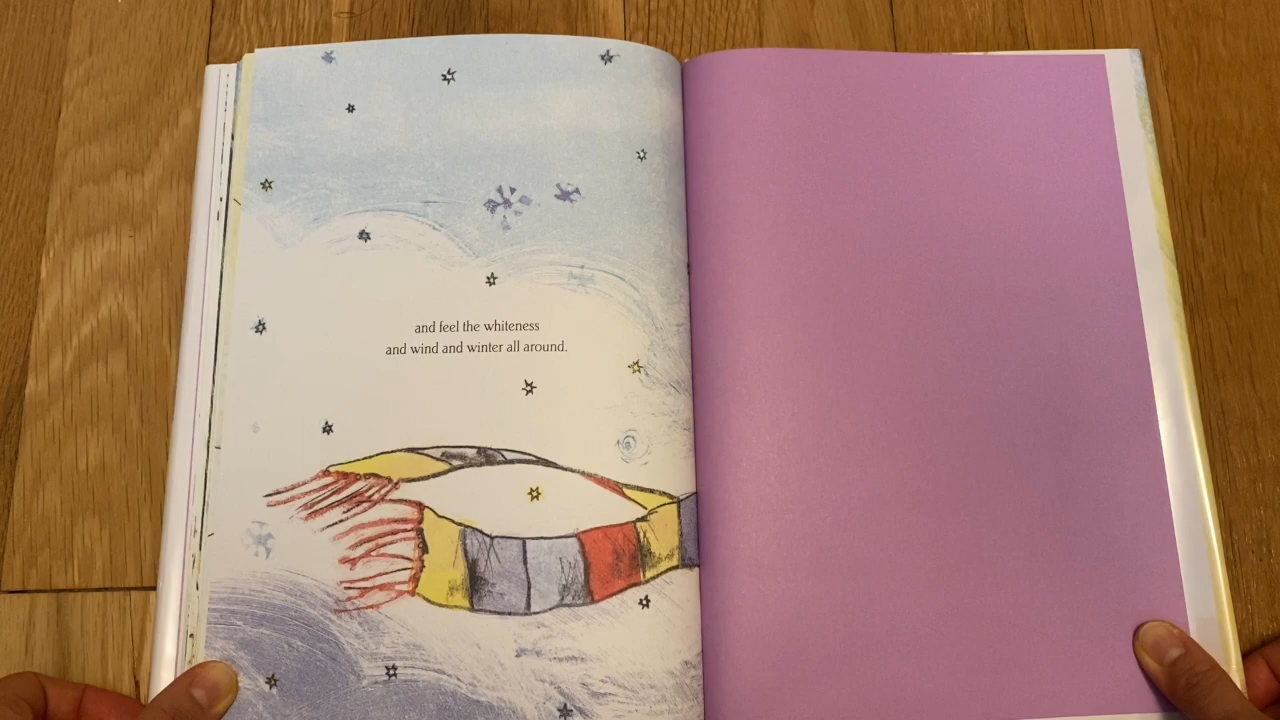 and feel the whiteness
and wind and winter all around.